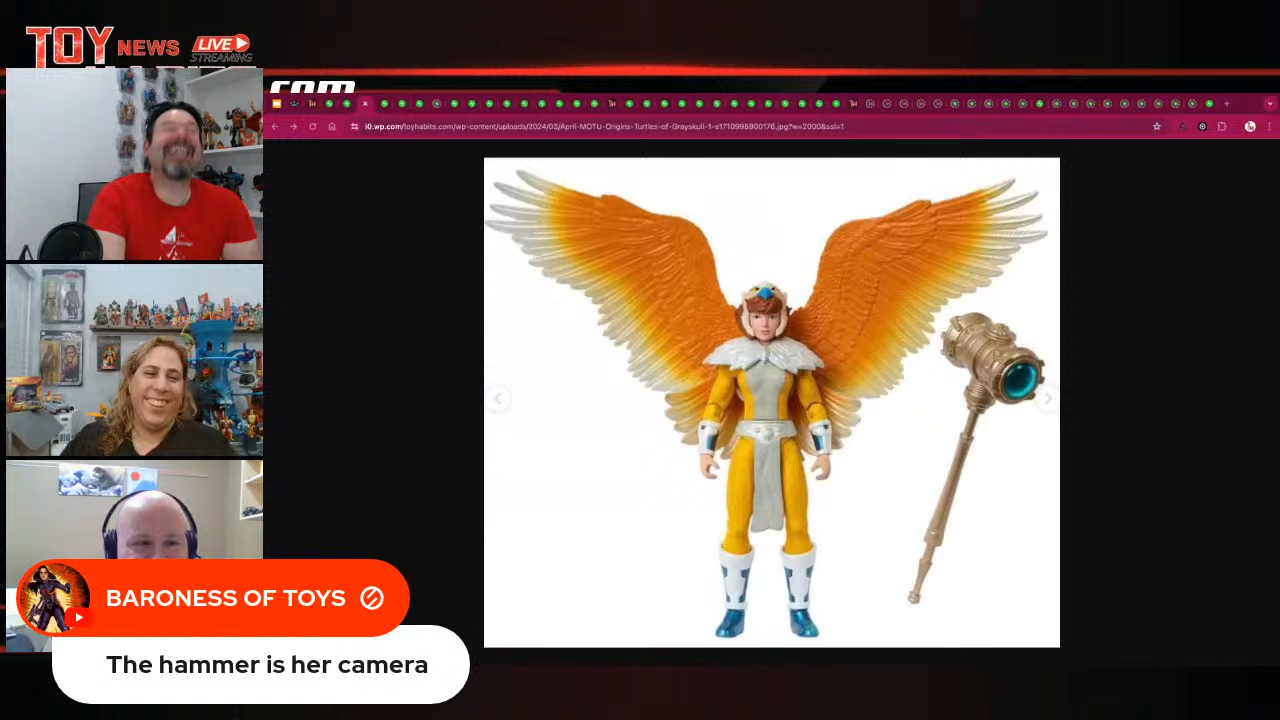 TOY NEWS LIVE
STREAMING
.com
i0.wp.com/toyhabits.com/wp-content/uploads/2024/03/April-MOTU-Origins-Turtles-of-Grayskull-1-e1710995900176.jpg?w=2000&ssl=1
BARONESS OF TOYS
The hammer is her camera